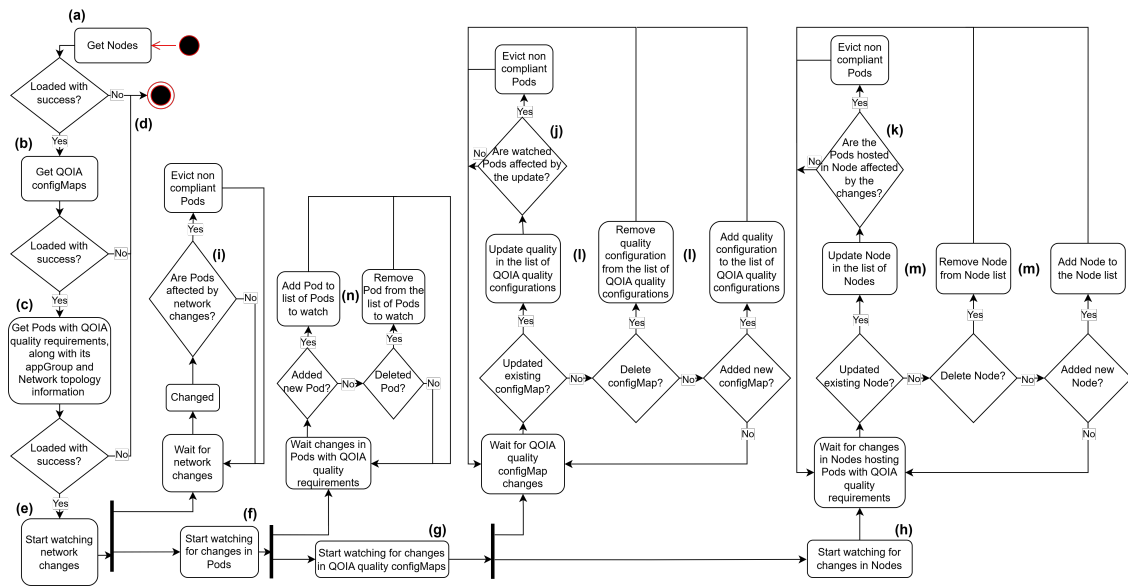 (a)
Get Nodes
Loaded with
success?
No
(d)
Yes
(b)
Get QOIA
configMaps
Loaded with
success?
No
Yes
(c)
Get Pods with QOIA
quality requirements,
along with its
appGroup and
Network topology
information
Loaded with
success?
No
Yes
(e)
Start watching
network
changes
Evict non
compliant
Pods
Yes
(i)
Are Pods
affected by
network
changes?
No
Changed
Wait for
network
changes
(f)
Start watching
for changes in
Pods
Add Pod to
list of Pods
to watch
(n)
Remove
Pod from the
list of Pods
to watch
Yes
Yes
Added
new Pod?
No
Deleted
Pod?
No
Wait changes in
Pods with QOIA
quality
requirements
(g)
Start watching for changes
in QOIA quality configMaps
Evict non
compliant
Pods
Yes
(j)
No
Are watched
Pods affected by
the update?
Yes
Update quality
in the list of
QOIA quality
configurations
(l)
Remove
quality
configuration
from the list of
QOIA quality
configurations
(l)
Add quality
configuration
to the list of
QOIA quality
configurations
Yes
Yes
Yes
Updated
existing
configMap?
No
Delete
configMap?
No
Added new
configMap?
No
Wait for QOIA
quality
configMap
changes
Evict non
compliant
Pods
Yes
(k)
No
Are the
Pods hosted
in Node affected
by the
changes?
Yes
Update Node
in the list of
Nodes
(m)
Remove Node
from Node list
(m)
Add Node to
the Node list
Yes
Yes
Yes
Updated
existing Node?
No
Delete Node?
No
Added new
Node?
No
Wait for changes
in Nodes hosting
Pods with QOIA
quality
requirements
(h)
Start watching for
changes in Nodes